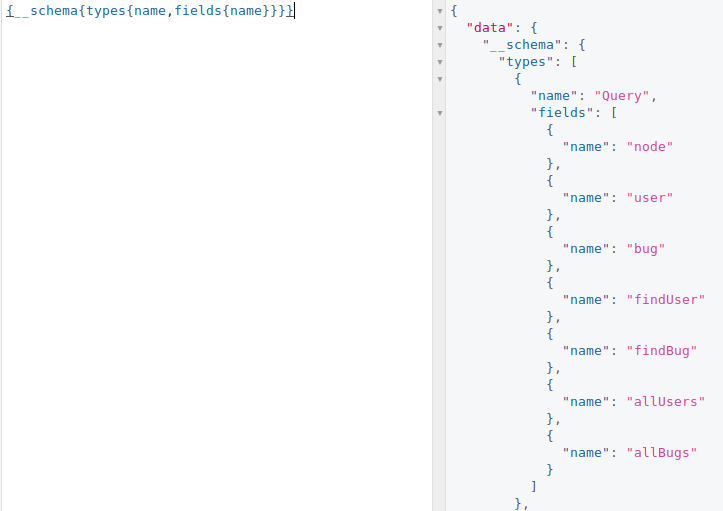 {__schema{types{name,fields{name}}}}
{
"data": {
"__schema": {
"types": [
{
"name": "Query",
"fields": [
{
"name": "node"
},
{
"name": "user"
},
{
"name": "bug"
},
{
"name": "findUser"
},
{
"name": "findBug"
},
{
"name": "allUsers"
},
{
"name": "allBugs"
}
]
},